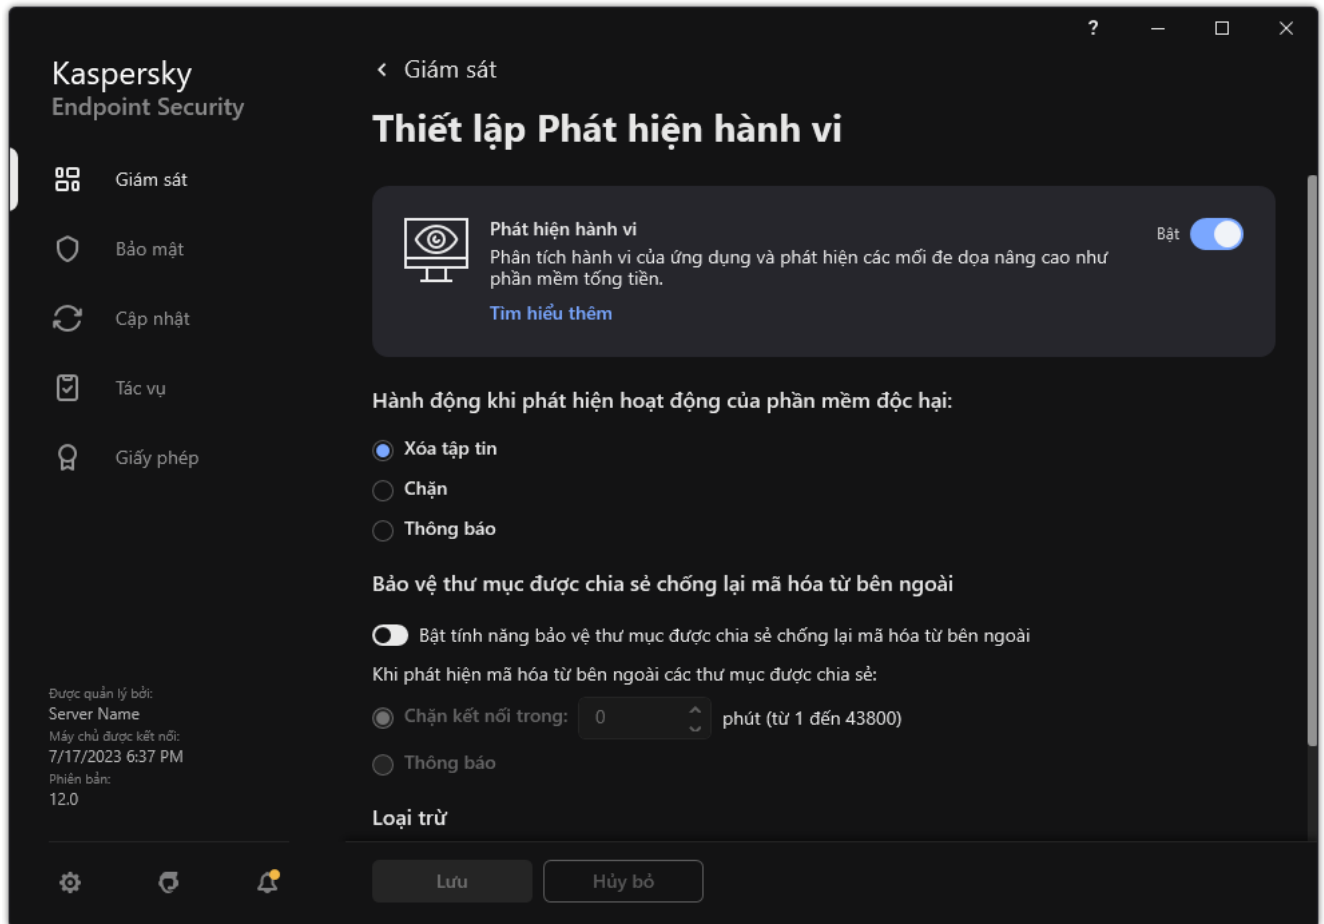 ?
Kaspersky
Endpoint Security
Giám sát
Bảo mật
Cập nhật
Tác vụ
Giấy phép
Được quản lý bởi:
Server Name
Máy chủ được kết nối:
7/17/2023 6:37 PM
Phiên bản:
12.0
Giám sát
Thiết lập Phát hiện hành vi
Phát hiện hành vi
Phân tích hành vi của ứng dụng và phát hiện các mối đe dọa nâng cao như
phần mềm tống tiền.
Tìm hiểu thêm
Bật
Hành động khi phát hiện hoạt động của phần mềm độc hại:
Xóa tập tin
Chặn
Thông báo
Bảo vệ thư mục được chia sẻ chống lại mã hóa từ bên ngoài
Bật tính năng bảo vệ thư mục được chia sẻ chống lại mã hóa từ bên ngoài
Khi phát hiện mã hóa từ bên ngoài các thư mục được chia sẻ:
Chặn kết nối trong: 0 phút (từ 1 đến 43800)
Thông báo
Loại trừ
Lưu
Hủy bỏ